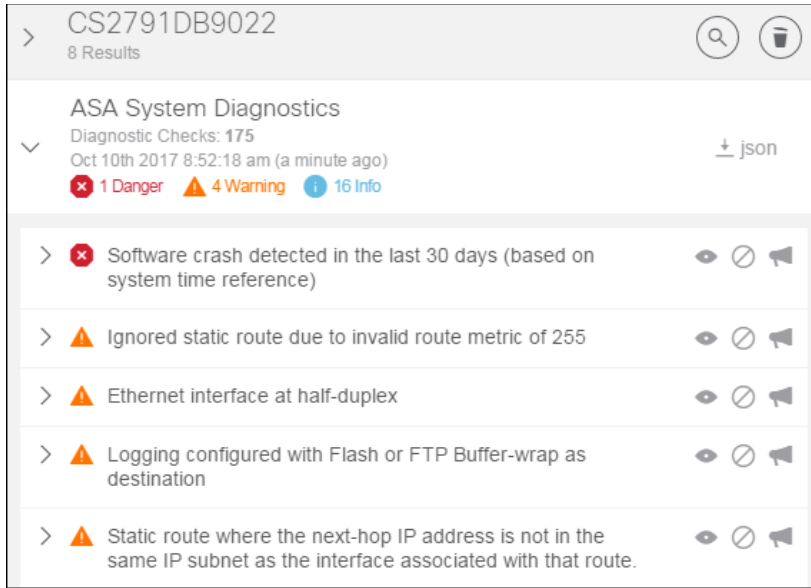 CS2791DB9022
8 Results
ASA System Diagnostics
Diagnostic Checks: 175
Oct 10th 2017 8:52:18 am (a minute ago)
json
1 Danger 4 Warning 16 Info
Software crash detected in the last 30 days (based on
system time reference)
Ignored static route due to invalid route metric of 255
Ethernet interface at half-duplex
Logging configured with Flash or FTP Buffer-wrap as
destination
Static route where the next-hop IP address is not in the
same IP subnet as the interface associated with that route.